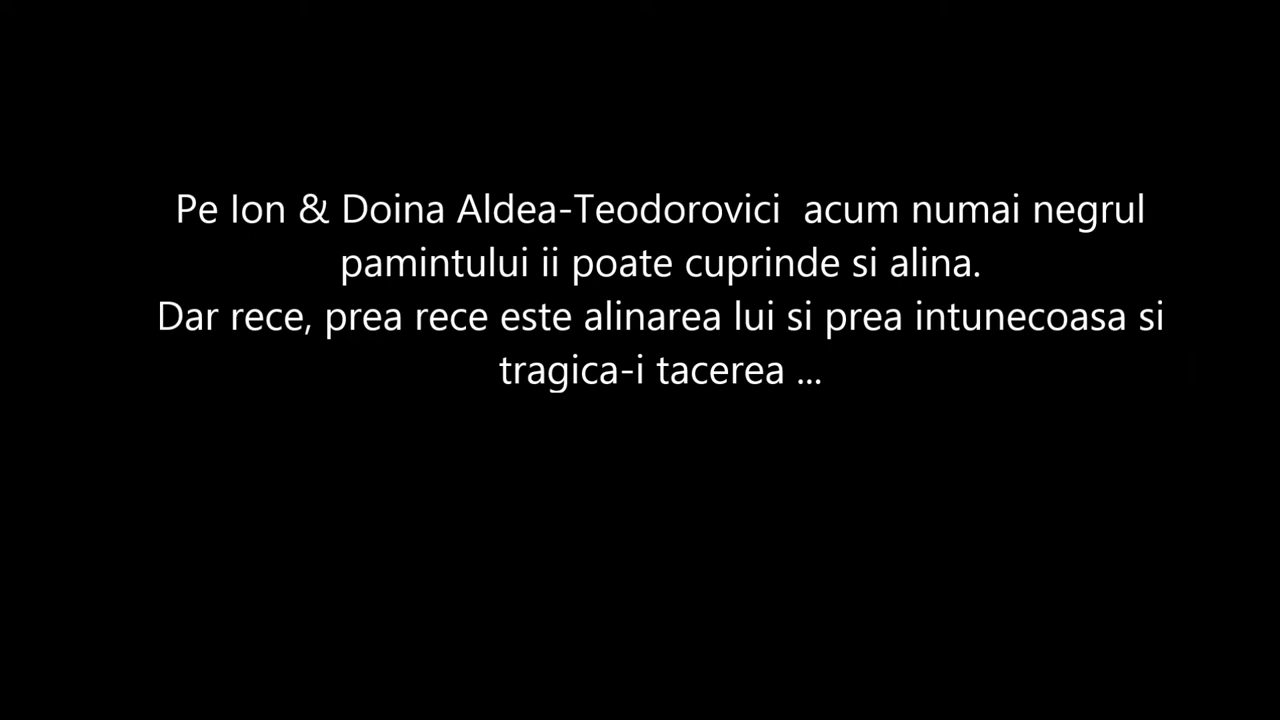 Pe Ion & Doina Aldea-Teodorovici  acum numai negrul
pamintului ii poate cuprinde si alina.
Dar rece, prea rece este alinarea lui si prea intunecoasa si
tragica-i tacerea ...